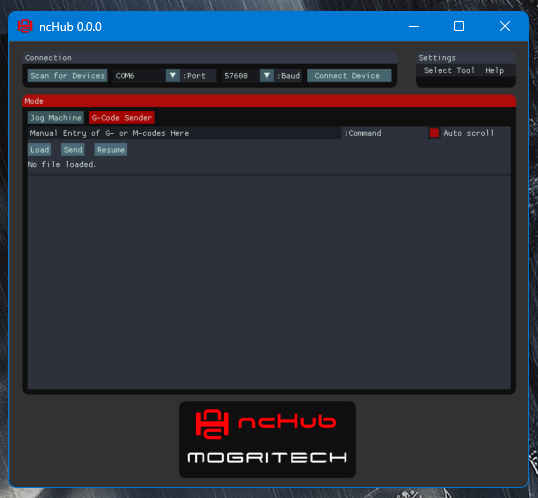 ncHub 0.0.0
Connection
Settings
Scan for Devices COM6 :Port 57600 :Baud Connect Device
Select Tool Help
Mode
Jog Machine G-Code Sender
Manual Entry of G- or M-codes Here :Command Auto scroll
Load Send Resume
No file loaded.
ncHub
MOGRITECH